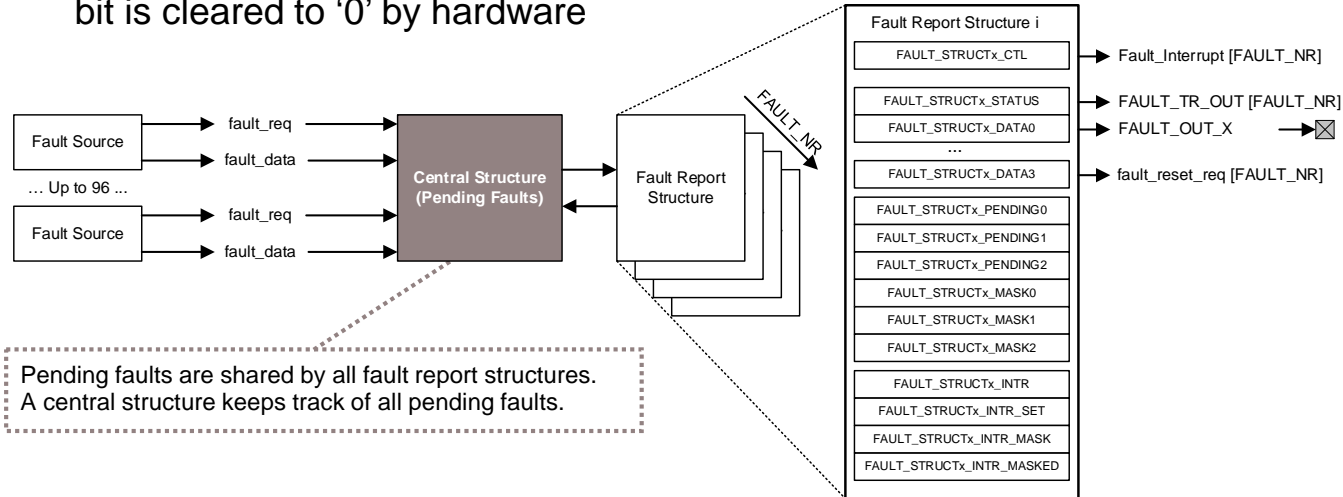 bit is cleared to ‘0’ by hardware
Fault Source
fault_req
fault_data
... Up to 96 ...
Fault Source
fault_req
fault_data
Central Structure
(Pending Faults)
Fault Report
Structure
FAULT_NR
Fault Report Structure i
FAULT_STRUCTx_CTL
Fault_Interrupt [FAULT_NR]
FAULT_STRUCTx_STATUS
FAULT_TR_OUT [FAULT_NR]
FAULT_STRUCTx_DATA0
FAULT_OUT_X
...
FAULT_STRUCTx_DATA3
fault_reset_req [FAULT_NR]
FAULT_STRUCTx_PENDING0
FAULT_STRUCTx_PENDING1
FAULT_STRUCTx_PENDING2
FAULT_STRUCTx_MASK0
FAULT_STRUCTx_MASK1
FAULT_STRUCTx_MASK2
FAULT_STRUCTx_INTR
FAULT_STRUCTx_INTR_SET
FAULT_STRUCTx_INTR_MASK
FAULT_STRUCTx_INTR_MASKED
Pending faults are shared by all fault report structures.
A central structure keeps track of all pending faults.